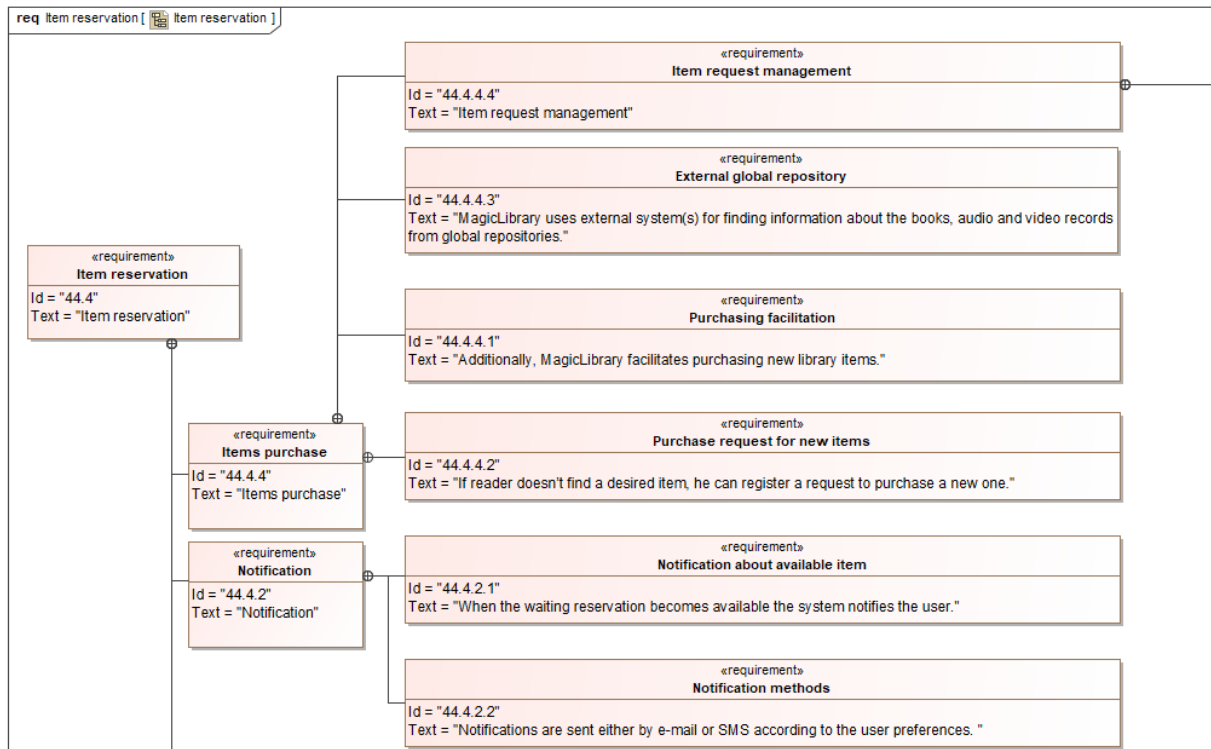 req Item reservation [ Item reservation ]
«requirement»
Item request management
Id = "44.4.4.4"
Text = "Item request management"
«requirement»
External global repository
Id = "44.4.4.3"
Text = "MagicLibrary uses external system(s) for finding information about the books, audio and video records
from global repositories."
«requirement»
Item reservation
Id = "44.4"
Text = "Item reservation"
«requirement»
Purchasing facilitation
Id = "44.4.4.1"
Text = "Additionally, MagicLibrary facilitates purchasing new library items."
«requirement»
Items purchase
Id = "44.4.4"
Text = "Items purchase"
«requirement»
Purchase request for new items
Id = "44.4.4.2"
Text = "If reader doesn't find a desired item, he can register a request to purchase a new one."
«requirement»
Notification
Id = "44.4.2"
Text = "Notification"
«requirement»
Notification about available item
Id = "44.4.2.1"
Text = "When the waiting reservation becomes available the system notifies the user."
«requirement»
Notification methods
Id = "44.4.2.2"
Text = "Notifications are sent either by e-mail or SMS according to the user preferences. "